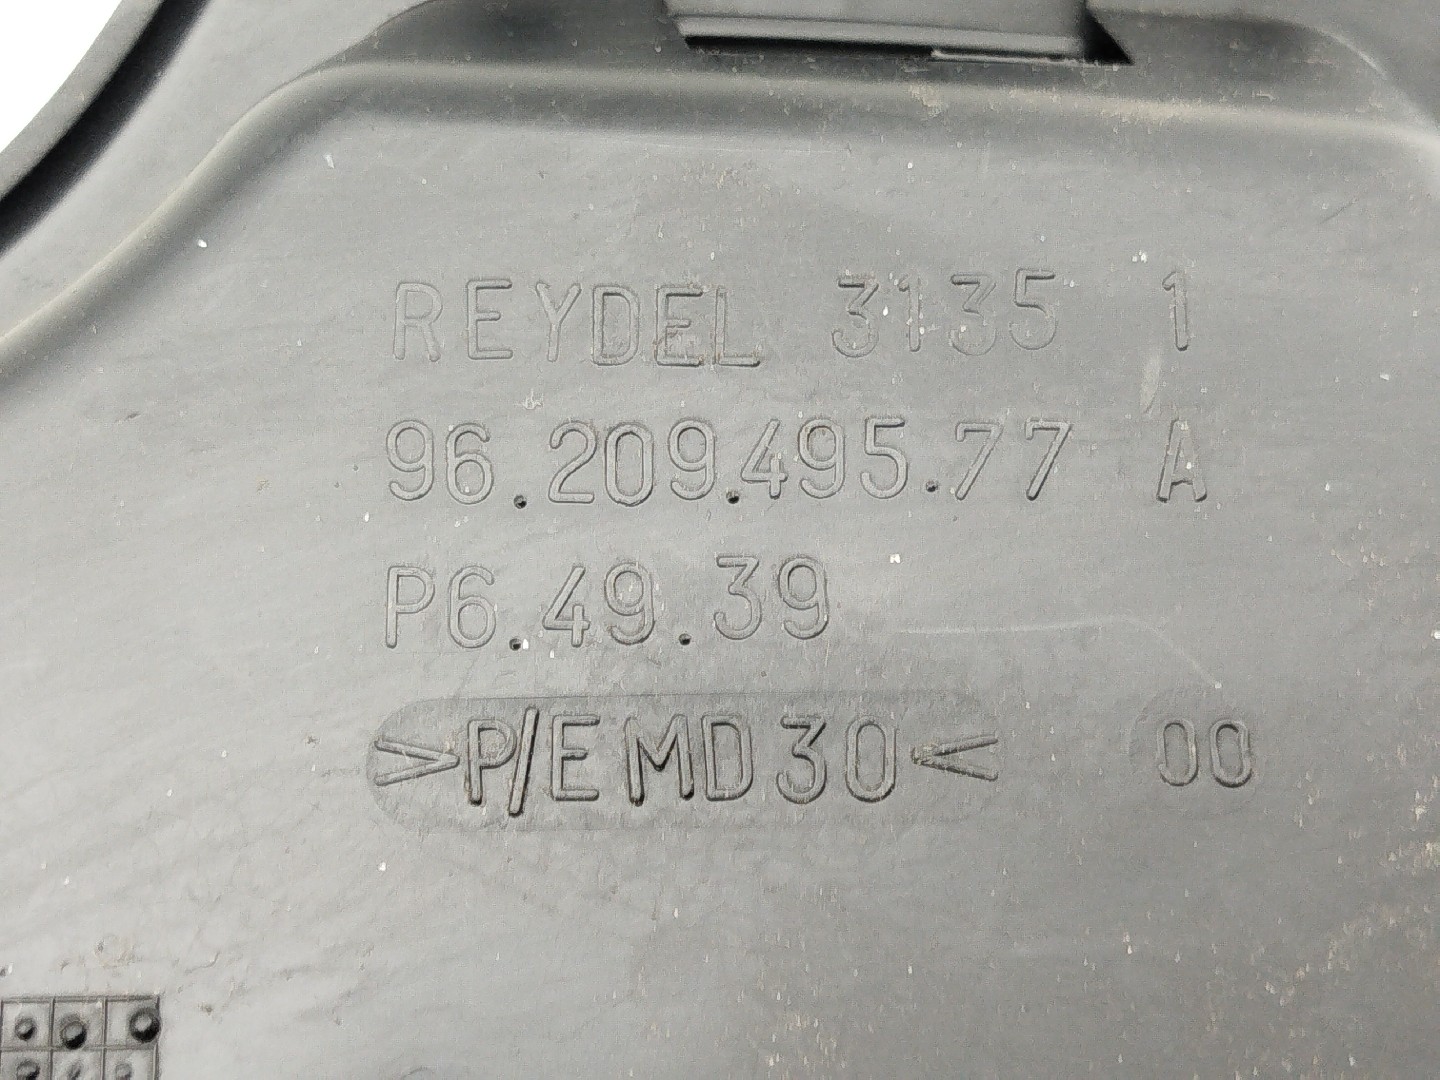 REYDEL 3135 1
96.209.495.77 A
P6.49.39
>P/E MD30< 00